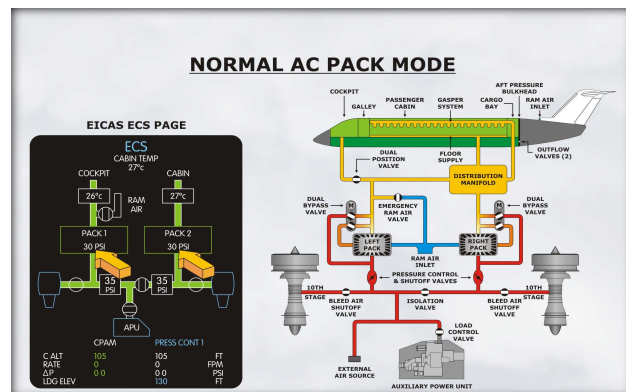 NORMAL AC PACK MODE
EICAS ECS PAGE
ECS
CABIN TEMP
27°c
COCKPIT
CABIN
26°c
27°c
RAM
AIR
PACK 1
30 PSI
PACK 2
30 PSI
35
PSI
35
PSI
APU
CPAM PRESS CONT 1
C ALT 105 105 FT
RATE 0 0 FPM
ΔP 0 0 0 0 PSI
LDG ELEV 130 FT
COCKPIT
GALLEY
PASSENGER
CABIN
GASPER
SYSTEM
CARGO
BAY
AFT PRESSURE
BULKHEAD
RAM AIR
INLET
OUTFLOW
VALVES (2)
DUAL
POSITION
VALVE
FLOOR
SUPPLY
DISTRIBUTION
MANIFOLD
DUAL
BYPASS
VALVE
M
EMERGENCY
RAM AIR
VALVE
M
DUAL
BYPASS
VALVE
LEFT
PACK
RIGHT
PACK
RAM AIR
INLET
PRESSURE CONTROL
& SHUTOFF VALVES
10TH
STAGE
10TH
STAGE
BLEED AIR
SHUTOFF
VALVE
ISOLATION
VALVE
BLEED AIR
SHUTOFF
VALVE
LOAD
CONTROL
VALVE
EXTERNAL
AIR SOURCE
AUXILIARY POWER UNIT